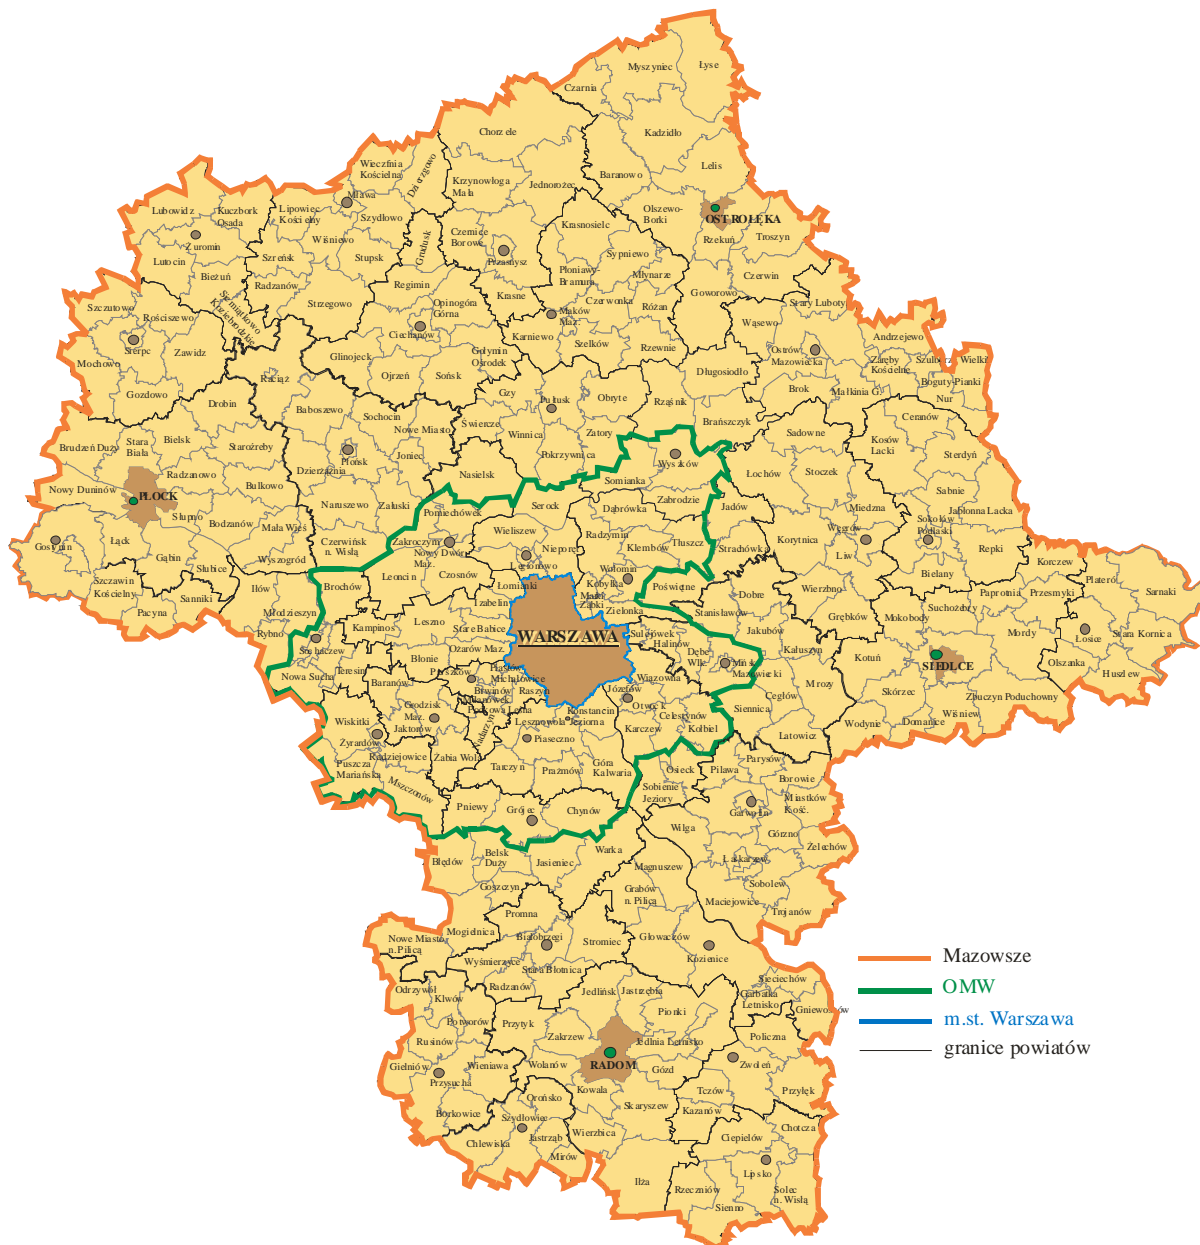 Łyse
Myszyniec
Czarnia
Chorzele
Kadzidło
Wieczfnia
Kościelna
Dzierzgowo
Lelis
Krzynowłoga
Mała
Jednorożec
Baranowo
Mława
Lubowidz
Kuczbork
Osada
Lipowiec
Kościelny
Szydłowo
Olszewo-
Borki
OSTROŁĘKA
Krasnosielc
Czernice
Borowe
Wiśniewo
Grudusk
Rzekuń
Troszyn
Żuromin
Lutocin
Szreńsk
Stupsk
Przasnysz
Sypniewo
Bieżuń
Radzanów
Regimin
Płoniawy-
Bramura
Młynarze
Czerwin
Goworowo
Siemiątkowo
Koziebrodzkie
Strzegowo
Opinogóra
Górna
Krasne
Czerwonka
Różan
Stary Lubotyń
Szczutowo
Rościszewo
Maków
Maz.
Wąsewo
Ciechanów
Sierpc
Zawidz
Karniewo
Szelków
Rzewnie
Andrzejewo
Mochowo
Glinojeck
Gołymin
Ośrodek
Ostrów
Mazowiecka
Zaręby
Kościelne
Szulborze Wielkie
Ojrzeń
Sońsk
Długosiodło
Boguty-Pianki
Raciąż
Gozdowo
Gzy
Pułtusk
Obryte
Rząśnik
Brok
Małkinia G.
Nur
Drobin
Baboszewo
Sochocin
Ceranów
Świercze
Winnica
Zatory
Brańszczyk
Nowe Miasto
Sadowne
Kosów
Lacki
Brudzeń Duży
Stara
Biała
Bielsk
Staroźreby
Joniec
Pokrzywnica
Wyszków
Sterdyń
Płońsk
Dzierzążnia
Nasielsk
Łochów
Stoczek
Radzanowo
Somianka
Bulkowo
Sabnie
Nowy Duninów
PŁOCK
Zabrodzie
Naruszewo
Załuski
Serock
Dąbrówka
Jadów
Miedzna
Jabłonna Lacka
Pomiechówek
Słupno
Bodzanów
Mała Wieś
Wieliszew
Sokołów
Podlaski
Gostynin
Łąck
Czerwińsk
n. Wisłą
Zakroczym
Radzymin
Tłuszcz
Korytnica
Węgrów
Liw
Nieporęt
Klembów
Strachówka
Repki
Nowy Dwór
Maz.
Gąbin
Wyszogród
Legionowo
Wołomin
Korczew
Słubice
Leoncin
Czosnów
Bielany
Platerów
Szczawin
Kościelny
Iłów
Brochów
Łomianki
Kobyłka
Poświętne
Wierzbno
Paprotnia
Przesmyki
Sarnaki
Sanniki
Izabelin
Marki
Ząbki
Zielonka
Dobre
Suchożebry
Pacyna
Młodzieszyn
Leszno
Stanisławów
Grębków
Mokobody
Rybno
Kampinos
Stare Babice
WARSZAWA
Sulejówek
Jakubów
Mordy
Łosice
Stara Kornica
Sochaczew
Ożarów Maz.
Halinów
Kałuszyn
Błonie
Dębe
Wlk.
Kotuń
SIEDLCE
Olszanka
Teresin
Pruszków
Piastów
Mińsk
Mazowiecki
Huszlew
Nowa Sucha
Baranów
Michałowice
Wiązowna
Mrozy
Brwinów
Raszyn
Józefów
Cegłów
Skórzec
Zbuczyn Poduchowny
Milanówek
Podkowa Leśna
Grodzisk
Maz.
Otwock
Siennica
Wiśniew
Wiskitki
Konstancin
Jeziorna
Celestynów
Domanice
Wodynie
Jaktorów
Nadarzyn
Lesznowola
Karczew
Kołbiel
Żyrardów
Piaseczno
Latowicz
Radziejowice
Żabia Wola
Puszcza
Mariańska
Tarczyn
Prażmów
Góra
Kalwaria
Osieck
Pilawa
Parysów
Borowie
Mszczonów
Sobienie
Jeziory
Miastków
Kośc.
Pniewy
Grójec
Chynów
Garwolin
Wilga
Górzno
Żelechów
Błędów
Belsk
Duży
Jasieniec
Warka
Łaskarzew
Magnuszew
Goszczyn
Grabów
n. Pilicą
Sobolew
Maciejowice
Trojanów
Promna
Mogielnica
Nowe Miasto
n. Pilicą
Białobrzegi
Stromiec
Głowaczów
Wyśmierzyce
Kozienice
Mazowsze
Stara Błotnica
Sieciechów
Odrzywół
Radzanów
Jedlińsk
Jastrzębia
Garbatka
Letnisko
OMW
Klwów
Pionki
Gniewoszów
m.st. Warszawa
Potworów
Przytyk
Zakrzew
Jedlnia Letnisko
Policzna
granice powiatów
Rusinów
Gielniów
Wieniawa
Wolanów
RADOM
Gózd
Zwoleń
Przysucha
Kowala
Tczów
Przyłęk
Orońsko
Skaryszew
Kazanów
Borkowice
Szydłowiec
Wierzbica
Chotcza
Chlewiska
Jastrząb
Ciepielów
Mirów
Lipsko
Iłża
Rzeczniów
Solec
n. Wisłą
Sienno